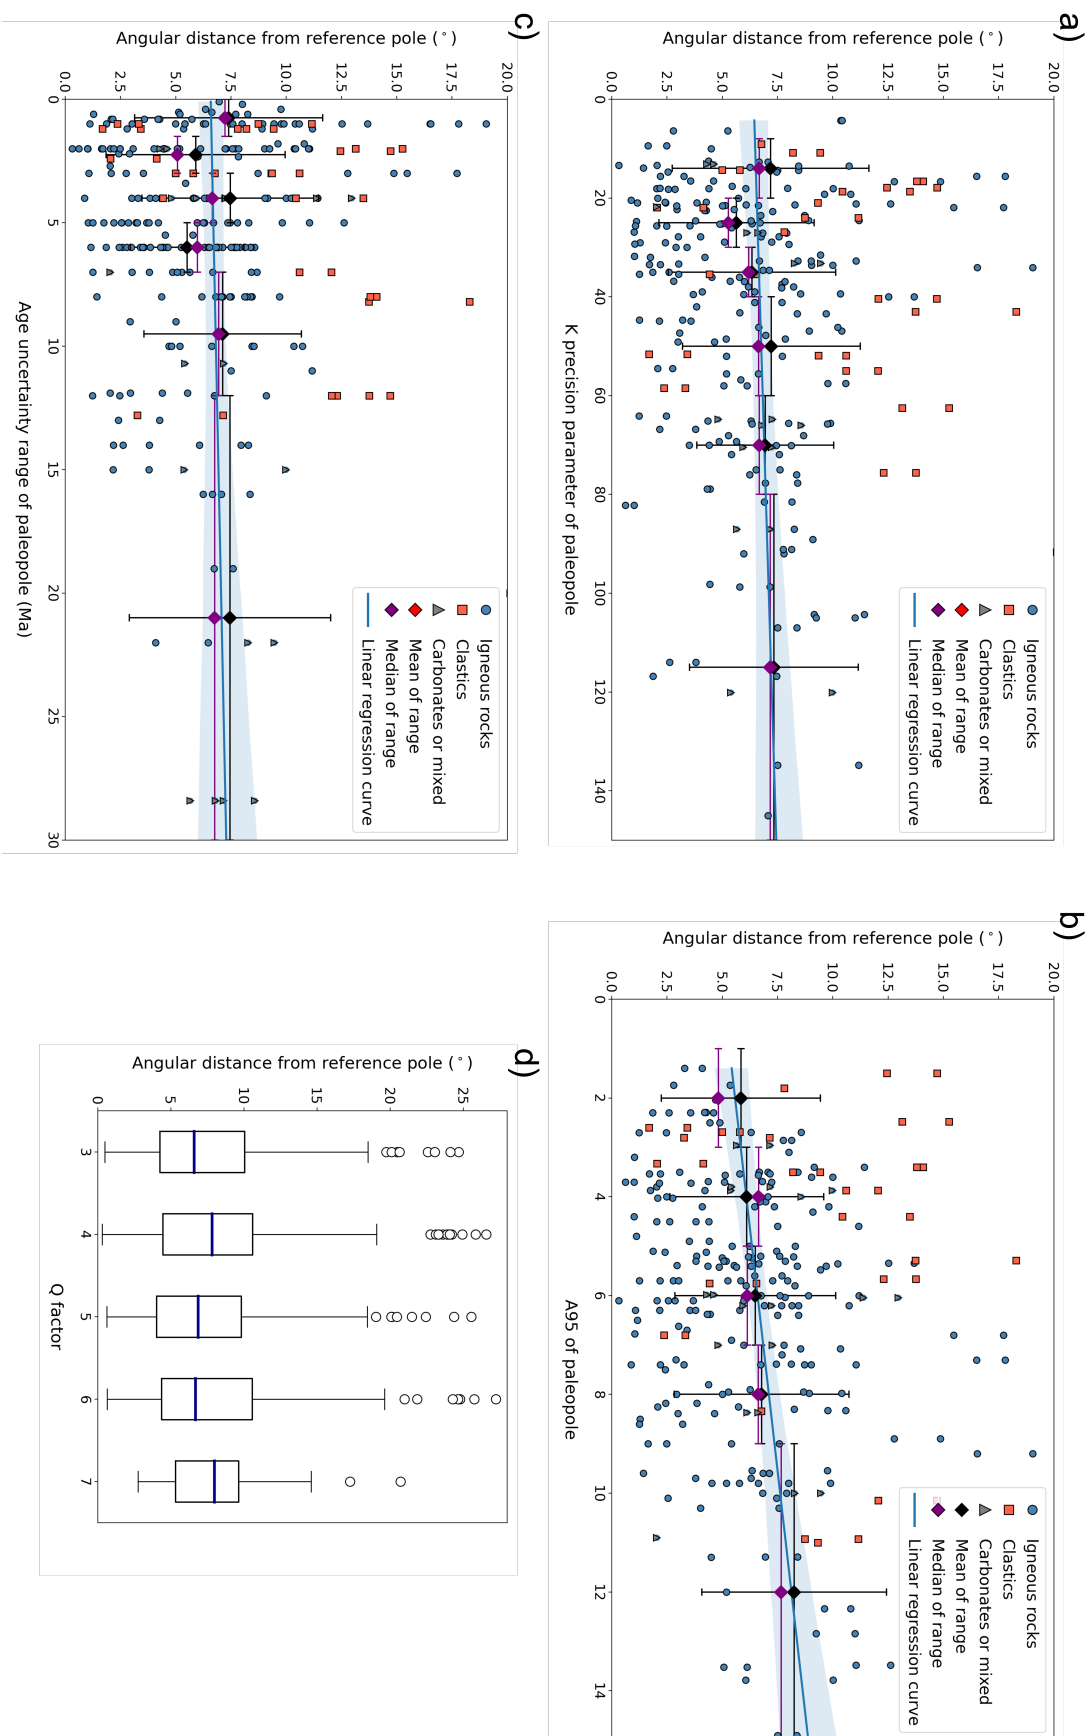 a)
Angular distance from reference pole (°)
0.0 2.5 5.0 7.5 10.0 12.5 15.0 17.5 20.0
0 20 40 60 80 100 120 140
K precision parameter of paleopole
Igneous rocks
Clastics
Carbonates or mixed
Mean of range
Median of range
Linear regression curve
b)
Angular distance from reference pole (°)
0.0 2.5 5.0 7.5 10.0 12.5 15.0 17.5 20.0
0 2 4 6 8 10 12 14
A95 of paleopole
Igneous rocks
Clastics
Carbonates or mixed
Mean of range
Median of range
Linear regression curve
c)
Angular distance from reference pole (°)
0.0 2.5 5.0 7.5 10.0 12.5 15.0 17.5 20.0
0 5 10 15 20 25 30
Age uncertainty range of paleopole (Ma)
Igneous rocks
Clastics
Carbonates or mixed
Mean of range
Median of range
Linear regression curve
d)
Angular distance from reference pole (°)
0 5 10 15 20 25
3 4 5 6 7
Q factor